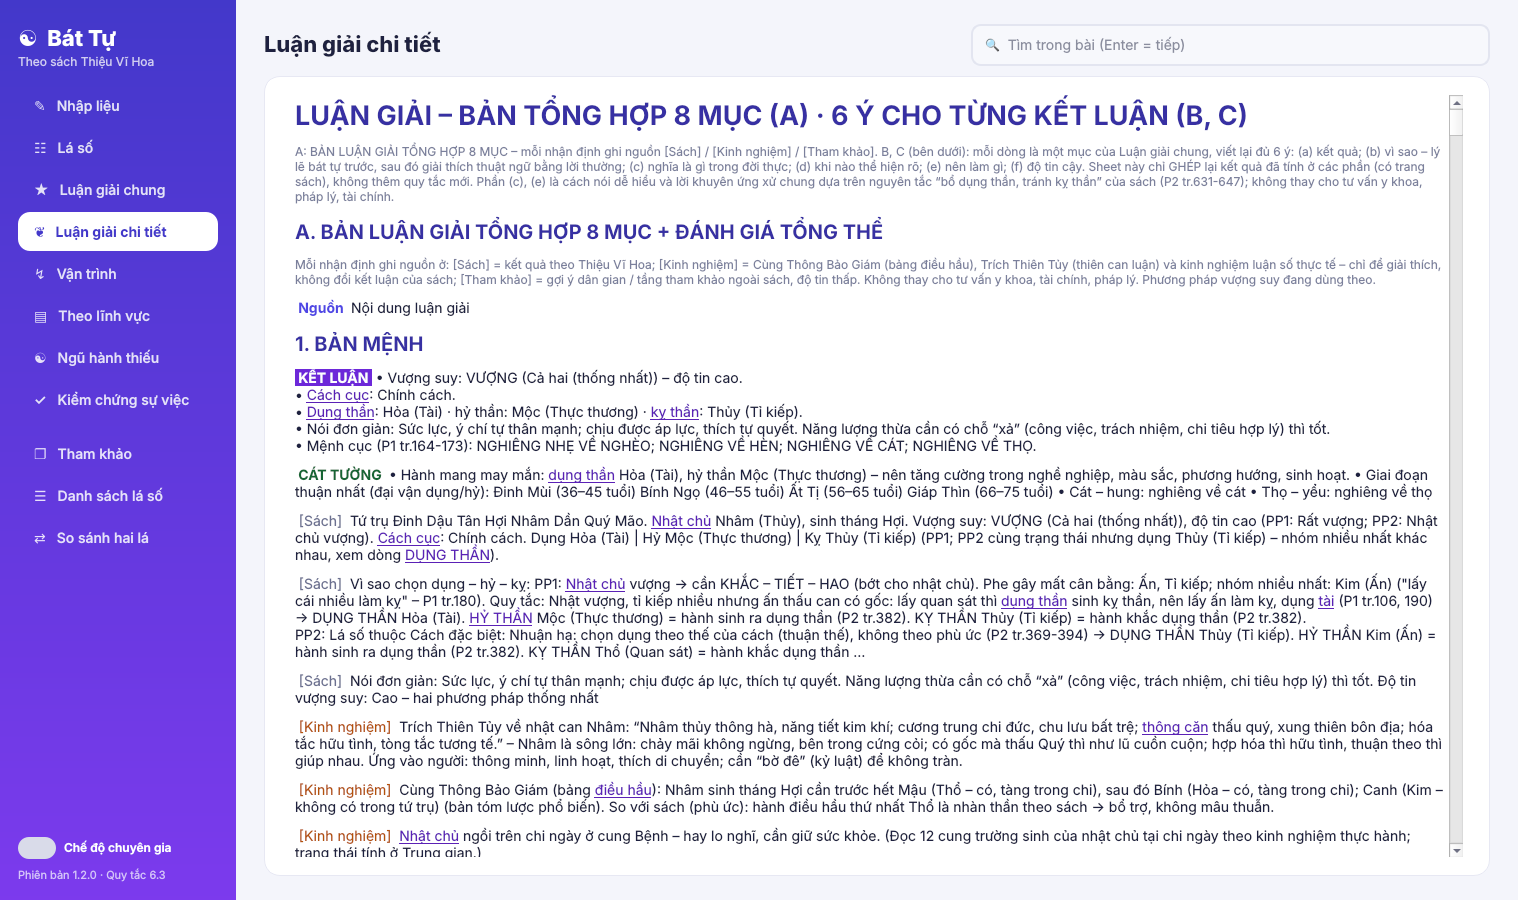 ☯ Bát Tự
Theo sách Thiệu Vĩ Hoa
✎ Nhập liệu
☷ Lá số
★ Luận giải chung
❦ Luận giải chi tiết
↯ Vận trình
▤ Theo lĩnh vực
☯ Ngũ hành thiếu
✓ Kiểm chứng sự việc
❐ Tham khảo
☰ Danh sách lá số
⇄ So sánh hai lá
Chế độ chuyên gia
Phiên bản 1.2.0 · Quy tắc 6.3
Luận giải chi tiết
🔍 Tìm trong bài (Enter = tiếp)
LUẬN GIẢI – BẢN TỔNG HỢP 8 MỤC (A) · 6 Ý CHO TỪNG KẾT LUẬN (B, C)
A: BẢN LUẬN GIẢI TỔNG HỢP 8 MỤC – mỗi nhận định ghi nguồn [Sách] / [Kinh nghiệm] / [Tham khảo]. B, C (bên dưới): mỗi dòng là một mục của Luận giải chung, viết lại đủ 6 ý: (a) kết quả; (b) vì sao – lý
lẽ bát tự trước, sau đó giải thích thuật ngữ bằng lời thường; (c) nghĩa là gì trong đời thực; (d) khi nào thể hiện rõ; (e) nên làm gì; (f) độ tin cậy. Sheet này chỉ GHÉP lại kết quả đã tính ở các phần (có trang
sách), không thêm quy tắc mới. Phần (c), (e) là cách nói dễ hiểu và lời khuyên ứng xử chung dựa trên nguyên tắc “bổ dụng thần, tránh kỵ thần” của sách (P2 tr.631-647); không thay cho tư vấn y khoa,
pháp lý, tài chính.
A. BẢN LUẬN GIẢI TỔNG HỢP 8 MỤC + ĐÁNH GIÁ TỔNG THỂ
Mỗi nhận định ghi nguồn ở: [Sách] = kết quả theo Thiệu Vĩ Hoa; [Kinh nghiệm] = Cùng Thông Bảo Giám (bảng điều hầu), Trích Thiên Tủy (thiên can luận) và kinh nghiệm luận số thực tế – chỉ để giải thích,
không đổi kết luận của sách; [Tham khảo] = gợi ý dân gian / tầng tham khảo ngoài sách, độ tin thấp. Không thay cho tư vấn y khoa, tài chính, pháp lý. Phương pháp vượng suy đang dùng theo.
Nguồn Nội dung luận giải
1. BẢN MỆNH
KẾT LUẬN • Vượng suy: VƯỢNG (Cả hai (thống nhất)) – độ tin cao.
• Cách cục: Chính cách.
• Dụng thần: Hỏa (Tài) · hỷ thần: Mộc (Thực thương) · kỵ thần: Thủy (Tỉ kiếp).
• Nói đơn giản: Sức lực, ý chí tự thân mạnh; chịu được áp lực, thích tự quyết. Năng lượng thừa cần có chỗ “xả” (công việc, trách nhiệm, chi tiêu hợp lý) thì tốt.
• Mệnh cục (P1 tr.164-173): NGHIÊNG NHẸ VỀ NGHÈO; NGHIÊNG VỀ HÈN; NGHIÊNG VỀ CÁT; NGHIÊNG VỀ THỌ.
CÁT TƯỜNG • Hành mang may mắn: dụng thần Hỏa (Tài), hỷ thần Mộc (Thực thương) – nên tăng cường trong nghề nghiệp, màu sắc, phương hướng, sinh hoạt. • Giai đoạn
thuận nhất (đại vận dụng/hỷ): Đinh Mùi (36–45 tuổi) Bính Ngọ (46–55 tuổi) Ất Tị (56–65 tuổi) Giáp Thìn (66–75 tuổi) • Cát – hung: nghiêng về cát • Thọ – yểu: nghiêng về thọ
[Sách] Tứ trụ Đinh Dậu Tân Hợi Nhâm Dần Quý Mão. Nhật chủ Nhâm (Thủy), sinh tháng Hợi. Vượng suy: VƯỢNG (Cả hai (thống nhất)), độ tin cao (PP1: Rất vượng; PP2: Nhật
chủ vượng). Cách cục: Chính cách. Dụng Hỏa (Tài) | Hỷ Mộc (Thực thương) | Kỵ Thủy (Tỉ kiếp) (PP1; PP2 cùng trạng thái nhưng dụng Thủy (Tỉ kiếp) – nhóm nhiều nhất khác
nhau, xem dòng DỤNG THẦN).
[Sách] Vì sao chọn dụng – hỷ – kỵ: PP1: Nhật chủ vượng → cần KHẮC – TIẾT – HAO (bớt cho nhật chủ). Phe gây mất cân bằng: Ấn, Tỉ kiếp; nhóm nhiều nhất: Kim (Ấn) ("lấy
cái nhiều làm kỵ" – P1 tr.180). Quy tắc: Nhật vượng, tỉ kiếp nhiều nhưng ấn thấu can có gốc: lấy quan sát thì dụng thần sinh kỵ thần, nên lấy ấn làm kỵ, dụng tài (P1 tr.106, 190)
→ DỤNG THẦN Hỏa (Tài). HỶ THẦN Mộc (Thực thương) = hành sinh ra dụng thần (P2 tr.382). KỴ THẦN Thủy (Tỉ kiếp) = hành khắc dụng thần (P2 tr.382).
PP2: Lá số thuộc Cách đặc biệt: Nhuận hạ: chọn dụng theo thế của cách (thuận thế), không theo phù ức (P2 tr.369-394) → DỤNG THẦN Thủy (Tỉ kiếp). HỶ THẦN Kim (Ấn) =
hành sinh ra dụng thần (P2 tr.382). KỴ THẦN Thổ (Quan sát) = hành khắc dụng thần ...
[Sách] Nói đơn giản: Sức lực, ý chí tự thân mạnh; chịu được áp lực, thích tự quyết. Năng lượng thừa cần có chỗ “xả” (công việc, trách nhiệm, chi tiêu hợp lý) thì tốt. Độ tin
vượng suy: Cao – hai phương pháp thống nhất
[Kinh nghiệm] Trích Thiên Tủy về nhật can Nhâm: “Nhâm thủy thông hà, năng tiết kim khí; cương trung chi đức, chu lưu bất trệ; thông căn thấu quý, xung thiên bôn địa; hóa
tắc hữu tình, tòng tắc tương tế.” – Nhâm là sông lớn: chảy mãi không ngừng, bên trong cứng cỏi; có gốc mà thấu Quý thì như lũ cuồn cuộn; hợp hóa thì hữu tình, thuận theo thì
giúp nhau. Ứng vào người: thông minh, linh hoạt, thích di chuyển; cần “bờ đê” (kỷ luật) để không tràn.
[Kinh nghiệm] Cùng Thông Bảo Giám (bảng điều hầu): Nhâm sinh tháng Hợi cần trước hết Mậu (Thổ – có, tàng trong chi), sau đó Bính (Hỏa – có, tàng trong chi); Canh (Kim –
không có trong tứ trụ) (bản tóm lược phổ biến). So với sách (phù ức): hành điều hầu thứ nhất Thổ là nhàn thần theo sách → bổ trợ, không mâu thuẫn.
[Kinh nghiệm] Nhật chủ ngồi trên chi ngày ở cung Bệnh – hay lo nghĩ, cần giữ sức khỏe. (Đọc 12 cung trường sinh của nhật chủ tại chi ngày theo kinh nghiệm thực hành;
trạng thái tính ở Trung gian.)